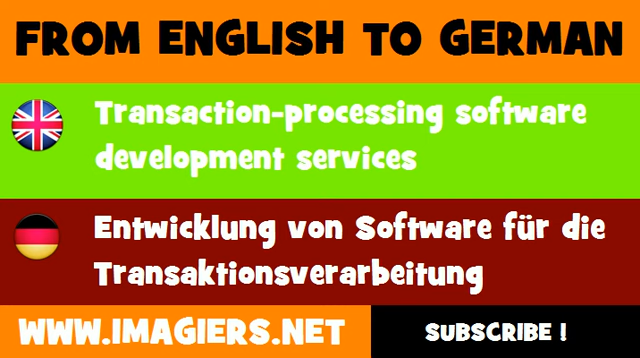 FROM ENGLISH TO GERMAN
Transaction-processing software
development services
Entwicklung von Software für die
Transaktionsverarbeitung
WWW.IMAGIERS.NET
SUBSCRIBE !